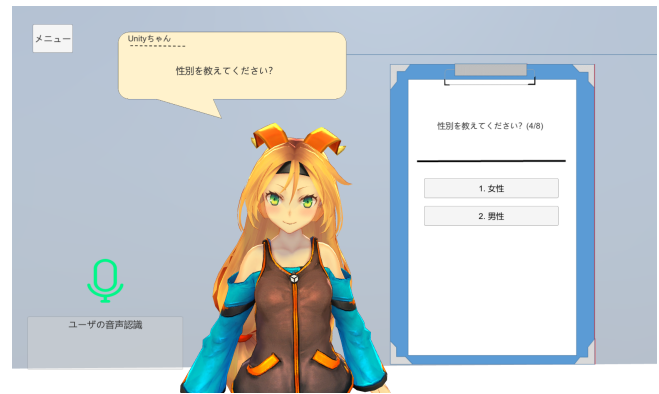 メニュー
Unityちゃん
性別を教えてください?
性別を教えてください? (4/8)
1. 女性
2. 男性
ユーザの音声認識